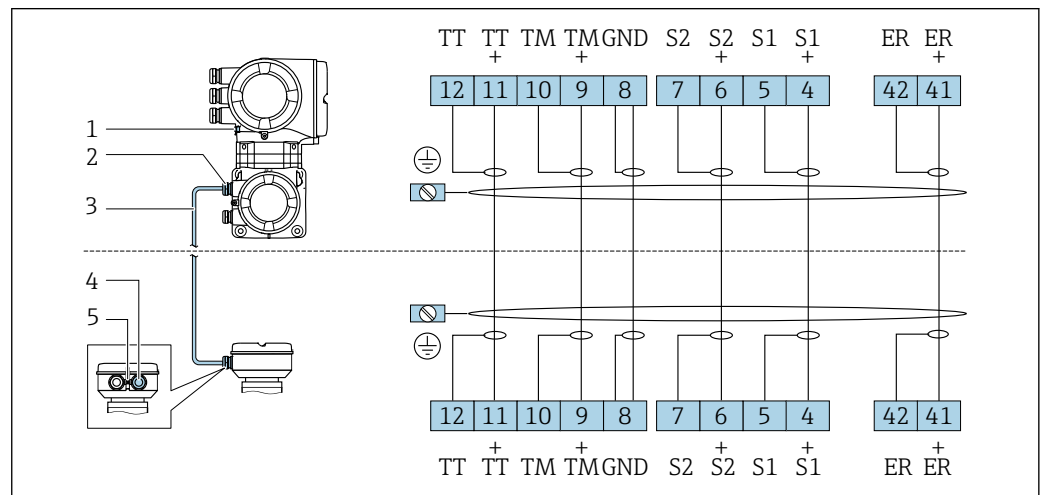 TT TT TM TM GND S2 S2 S1 S1 ER ER
+ + + + +
12 11 10 9 8 7 6 5 4 42 41
1
2
3
4
5
12 11 10 9 8 7 6 5 4 42 41
+ + + + +
TT TT TM TM GND S2 S2 S1 S1 ER ER